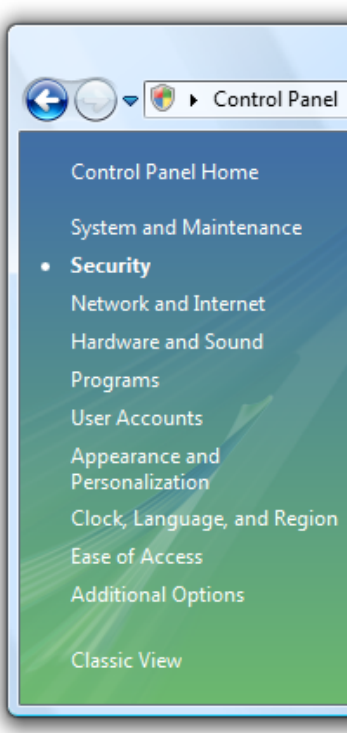 Control Panel
Control Panel Home
System and Maintenance
Security
Network and Internet
Hardware and Sound
Programs
User Accounts
Appearance and
Personalization
Clock, Language, and Region
Ease of Access
Additional Options
Classic View